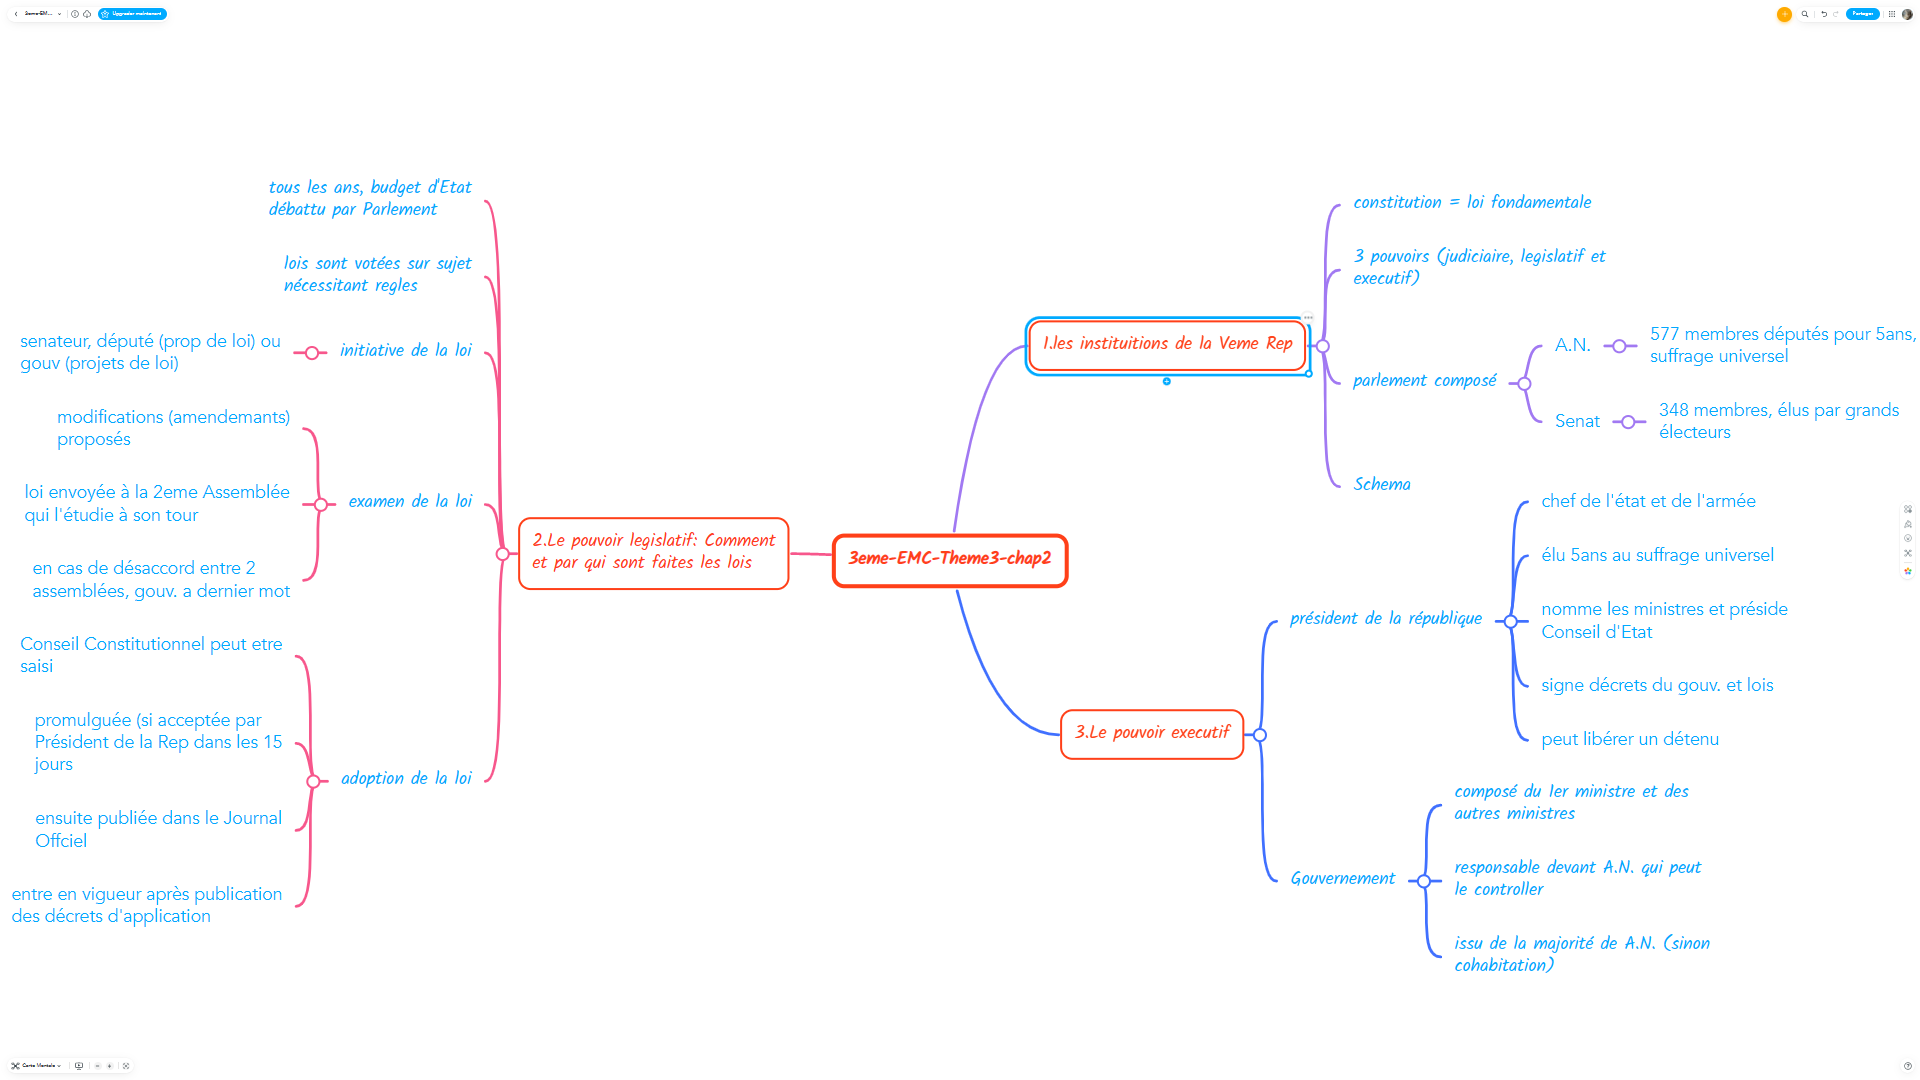 3eme-EM...
Upgrader maintenant
Partager
tous les ans, budget d'Etat
débattu par Parlement
lois sont votées sur sujet
nécessitant regles
senateur, député (prop de loi) ou
gouv (projets de loi)
initiative de la loi
modifications (amendemants)
proposés
loi envoyée à la 2eme Assemblée
qui l'étudie à son tour
examen de la loi
en cas de désaccord entre 2
assemblées, gouv. a dernier mot
Conseil Constitutionnel peut etre
saisi
promulguée (si acceptée par
Président de la Rep dans les 15
jours
adoption de la loi
ensuite publiée dans le Journal
Offciel
entre en vigueur après publication
des décrets d'application
2.Le pouvoir legislatif: Comment
et par qui sont faites les lois
3eme-EMC-Theme3-chap2
1.les instituitions de la Veme Rep
constitution = loi fondamentale
3 pouvoirs (judiciaire, legislatif et
executif)
parlement composé
A.N.
577 membres députés pour 5ans,
suffrage universel
Senat
348 membres, élus par grands
électeurs
Schema
3.Le pouvoir executif
président de la république
chef de l'état et de l'armée
élu 5ans au suffrage universel
nomme les ministres et préside
Conseil d'Etat
signe décrets du gouv. et lois
peut libérer un détenu
Gouvernement
composé du 1er ministre et des
autres ministres
responsable devant A.N. qui peut
le controller
issu de la majorité de A.N. (sinon
cohabitation)
Carte Mentale